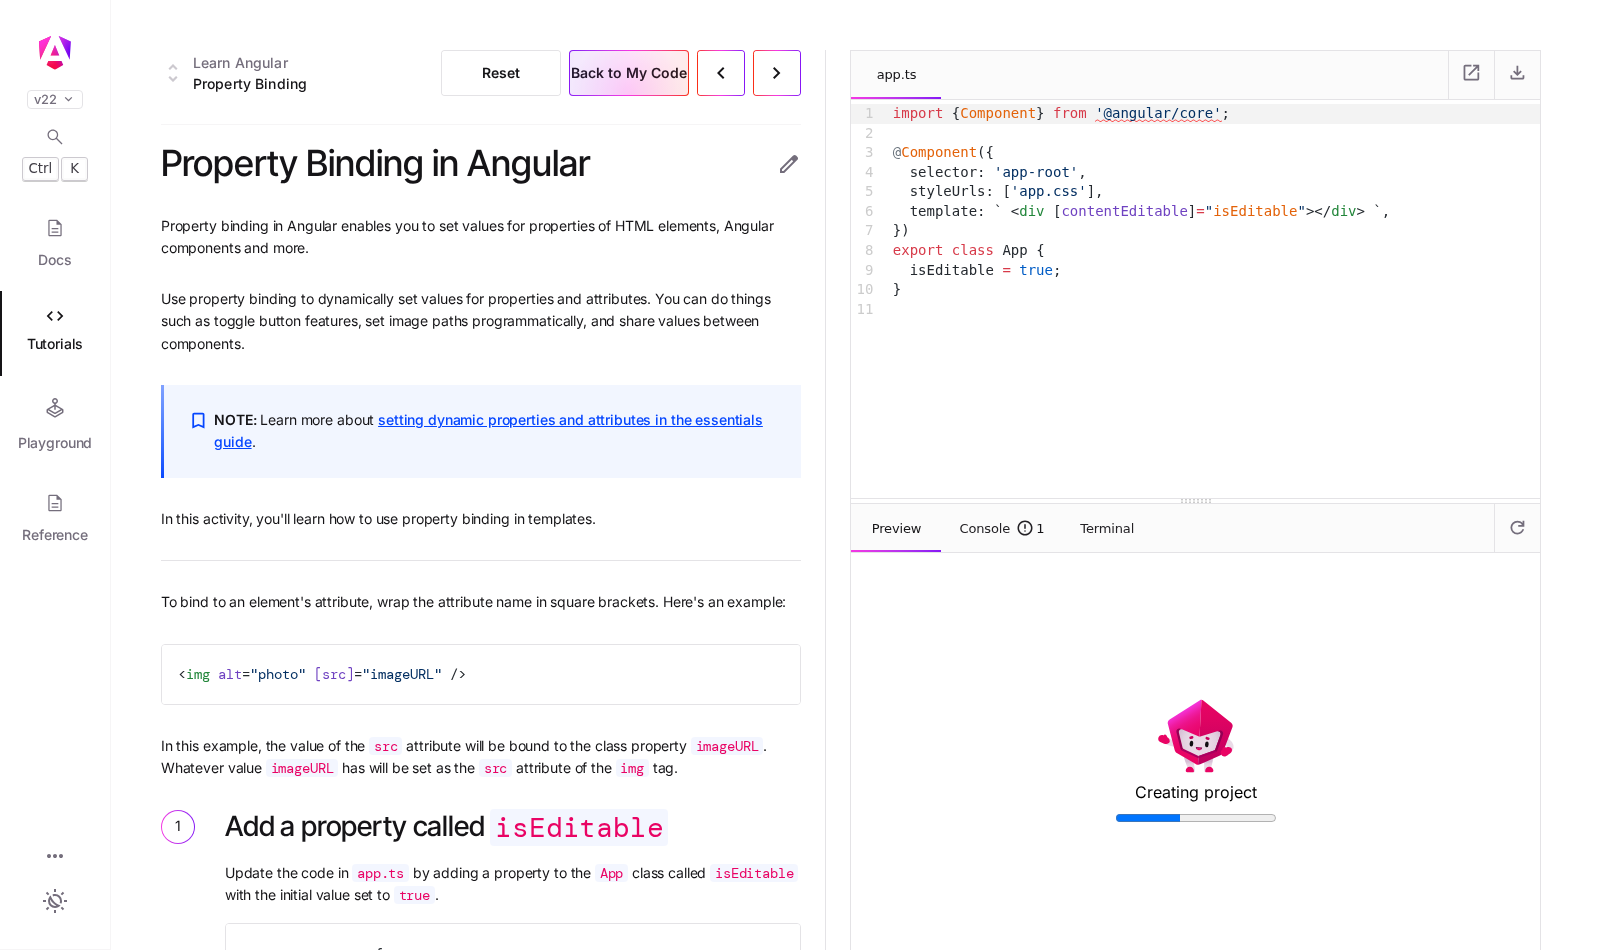 v22
Ctrl K
Docs
Tutorials
Playground
Reference
Learn Angular
Property Binding
Reset
Back to My Code
Property Binding in Angular
Property binding in Angular enables you to set values for properties of HTML elements, Angular
components and more.
Use property binding to dynamically set values for properties and attributes. You can do things
such as toggle button features, set image paths programmatically, and share values between
components.
NOTE: Learn more about setting dynamic properties and attributes in the essentials
guide.
In this activity, you'll learn how to use property binding in templates.
To bind to an element's attribute, wrap the attribute name in square brackets. Here's an example:
<img alt="photo" [src]="imageURL" />
In this example, the value of the src attribute will be bound to the class property imageURL.
Whatever value imageURL has will be set as the src attribute of the img tag.
1
Add a property called isEditable
Update the code in app.ts by adding a property to the App class called isEditable
with the initial value set to true.
app.ts
1 import {Component} from '@angular/core';
2
3 @Component({
4   selector: 'app-root',
5   styleUrls: ['app.css'],
6   template: ` <div [contentEditable]="isEditable"></div> `,
7 })
8 export class App {
9   isEditable = true;
10 }
11
Preview
Console 1
Terminal
Creating project